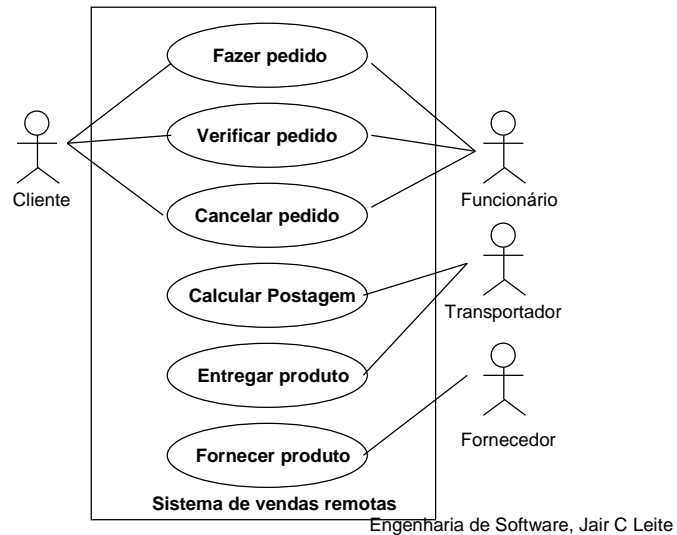 Fazer pedido
Verificar pedido
Cliente
Funcionário
Cancelar pedido
Calcular Postagem
Transportador
Entregar produto
Fornecedor
Fornecer produto
Sistema de vendas remotas
Engenharia de Software, Jair C Leite